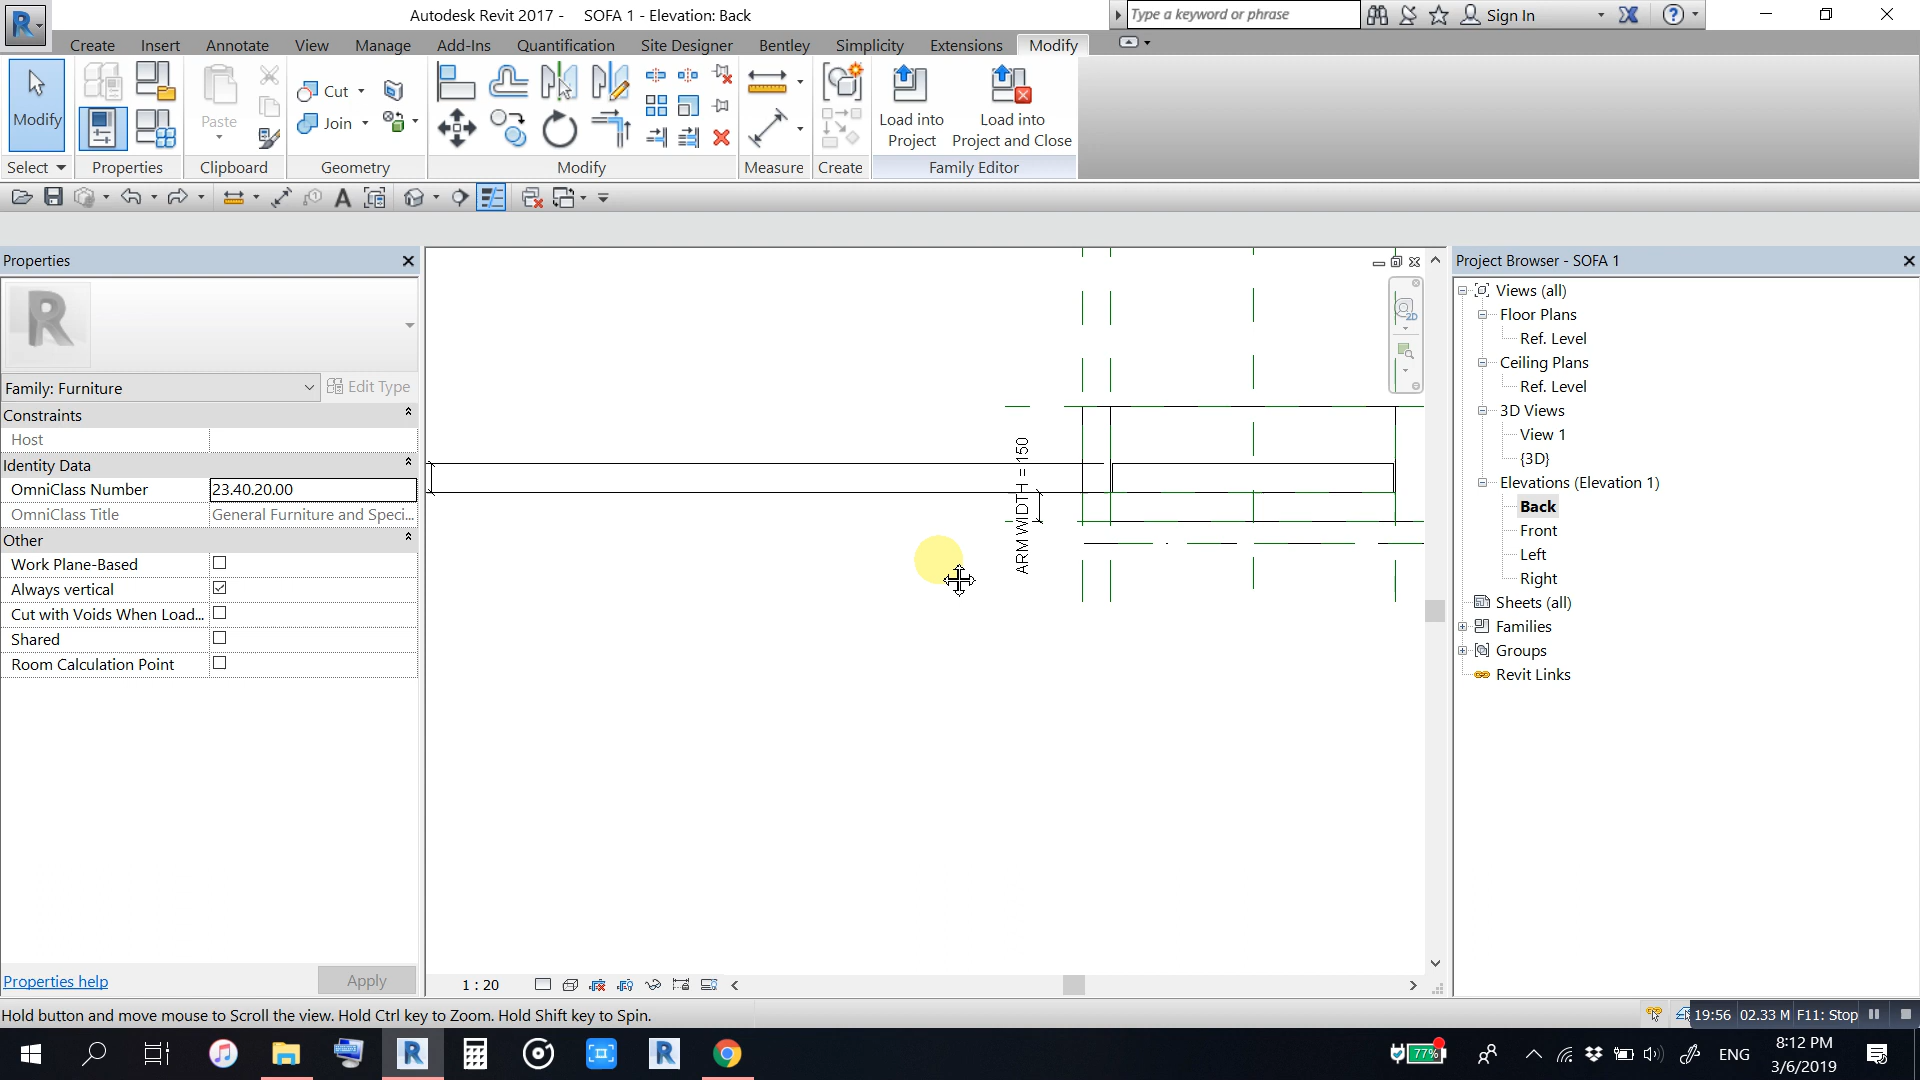 Autodesk Revit 2017 - SOFA 1 - Elevation: Back
Type a keyword or phrase
Sign In
Create Insert Annotate View Manage Add-Ins Quantification Site Designer Bentley Simplicity Extensions Modify
Modify
Paste
Cut
Join
Load into Project
Load into Project and Close
Select Properties Clipboard Geometry Modify Measure Create Family Editor
Properties
Family: Furniture
Edit Type
Constraints
Host
Identity Data
OmniClass Number 23.40.20.00
OmniClass Title General Furniture and Speci...
Other
Work Plane-Based
Always vertical
Cut with Voids When Load...
Shared
Room Calculation Point
Properties help
Apply
ARM WIDTH = 150
2D
1 : 20
Project Browser - SOFA 1
Views (all)
Floor Plans
Ref. Level
Ceiling Plans
Ref. Level
3D Views
View 1
{3D}
Elevations (Elevation 1)
Back
Front
Left
Right
Sheets (all)
Families
Groups
Revit Links
Hold button and move mouse to Scroll the view. Hold Ctrl key to Zoom. Hold Shift key to Spin.
19:56 02.33 M F11: Stop
77%
ENG
8:12 PM
3/6/2019